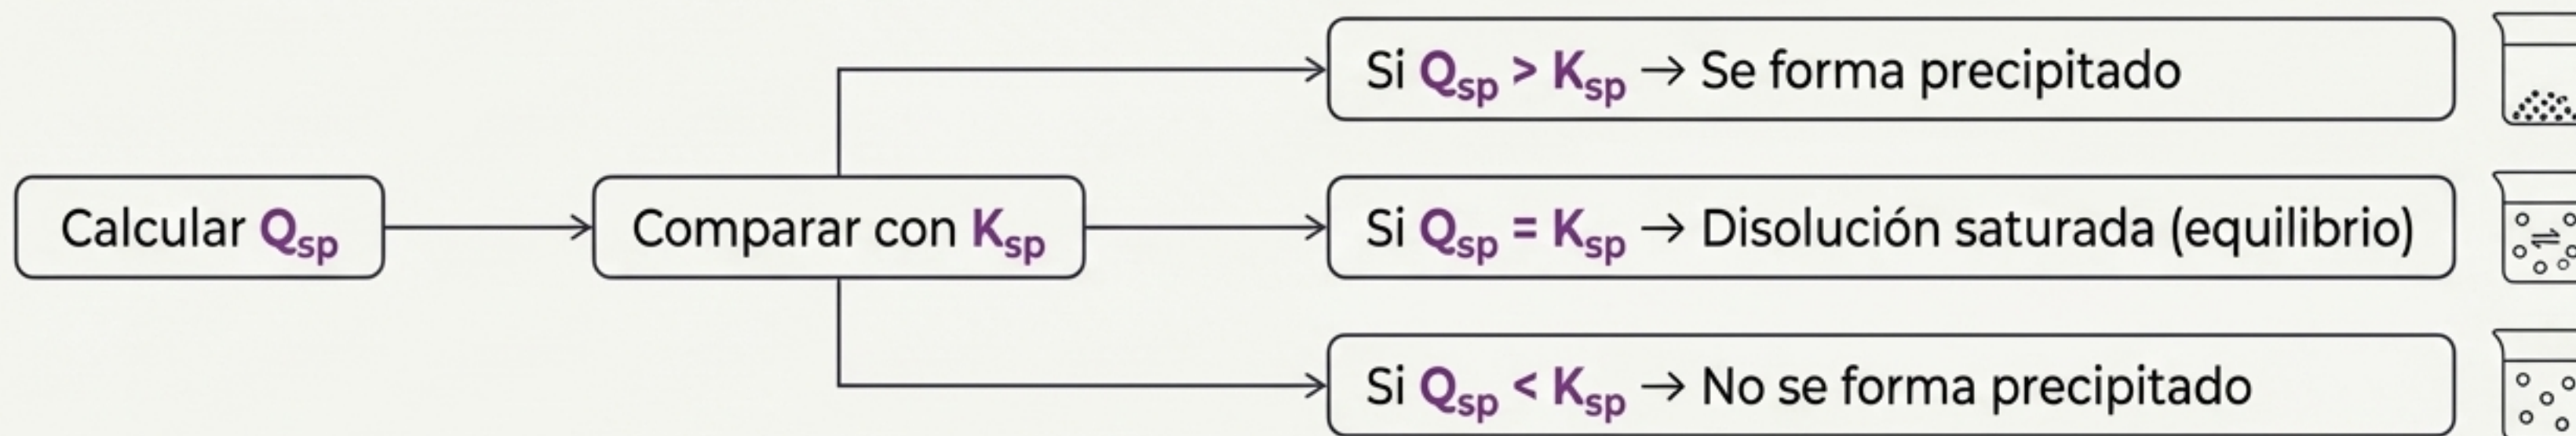 Si Qsp > Ksp → Se forma precipitado
Calcular Qsp
Comparar con Ksp
Si Qsp = Ksp → Disolución saturada (equilibrio)
Si Qsp < Ksp → No se forma precipitado